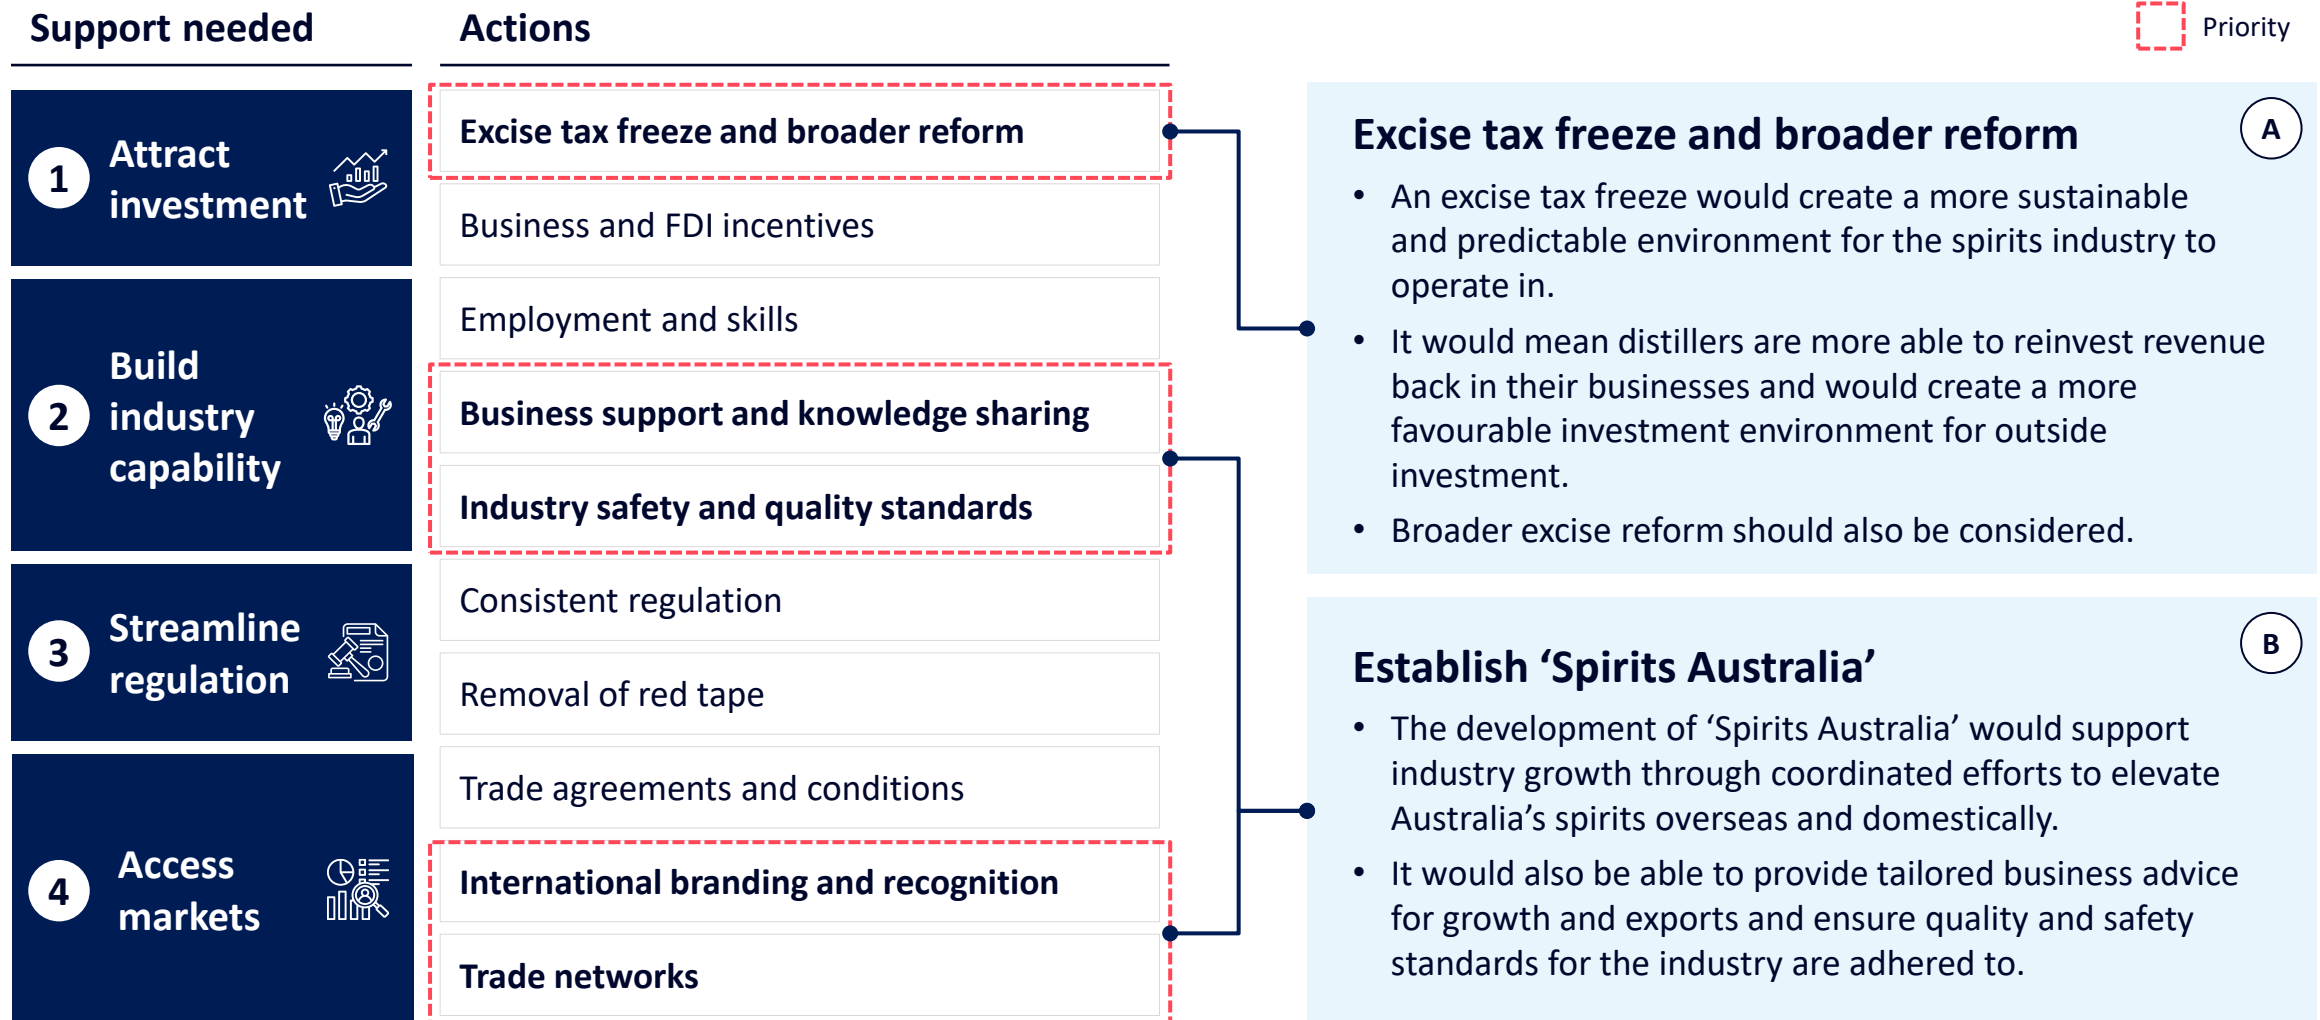 Support needed
Actions
Priority
1
Attract
investment
2
Build
industry
capability
3
Streamline
regulation
4
Access
markets
Excise tax freeze and broader reform
Business and FDI incentives
Employment and skills
Business support and knowledge sharing
Industry safety and quality standards
Consistent regulation
Removal of red tape
Trade agreements and conditions
International branding and recognition
Trade networks
Excise tax freeze and broader reform
A
• An excise tax freeze would create a more sustainable
and predictable environment for the spirits industry to
operate in.
• It would mean distillers are more able to reinvest revenue
back in their businesses and would create a more
favourable investment environment for outside
investment.
• Broader excise reform should also be considered.
B
Establish ‘Spirits Australia’
• The development of ‘Spirits Australia’ would support
industry growth through coordinated efforts to elevate
Australia’s spirits overseas and domestically.
• It would also be able to provide tailored business advice
for growth and exports and ensure quality and safety
standards for the industry are adhered to.